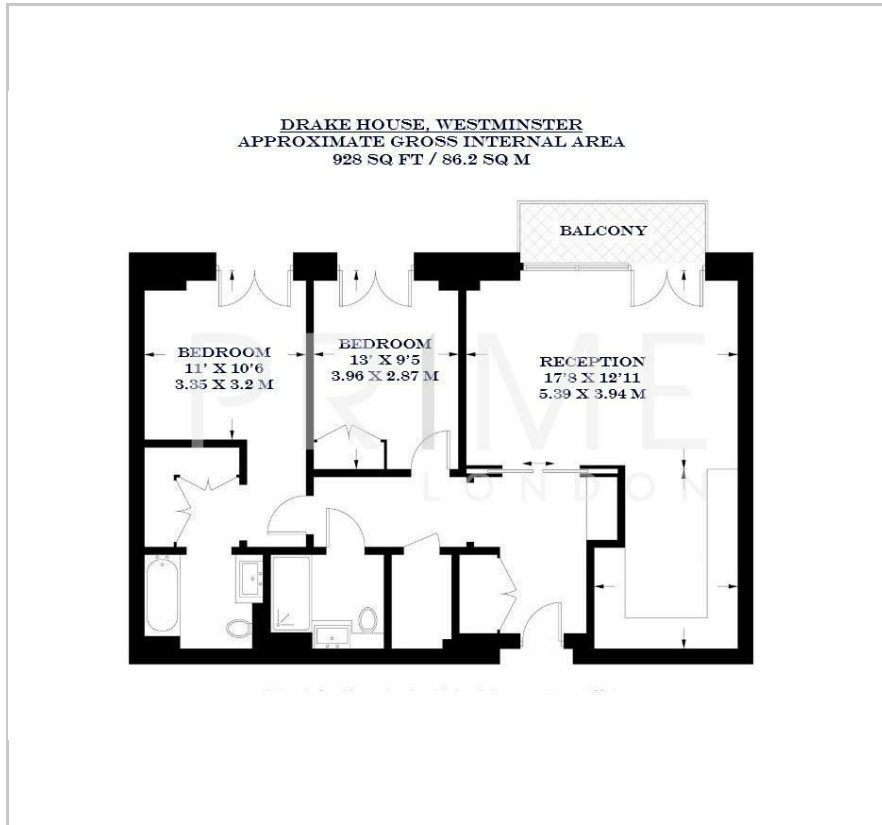 DRAKE HOUSE, WESTMINSTER
APPROXIMATE GROSS INTERNAL AREA
928 SQ FT / 86.2 SQ M
BALCONY
BEDROOM
11' X 10'6
3.35 X 3.2 M
BEDROOM
13' X 9'5
3.96 X 2.87 M
RECEPTION
17'8 X 12'11
5.39 X 3.94 M
PRIME
LONDON